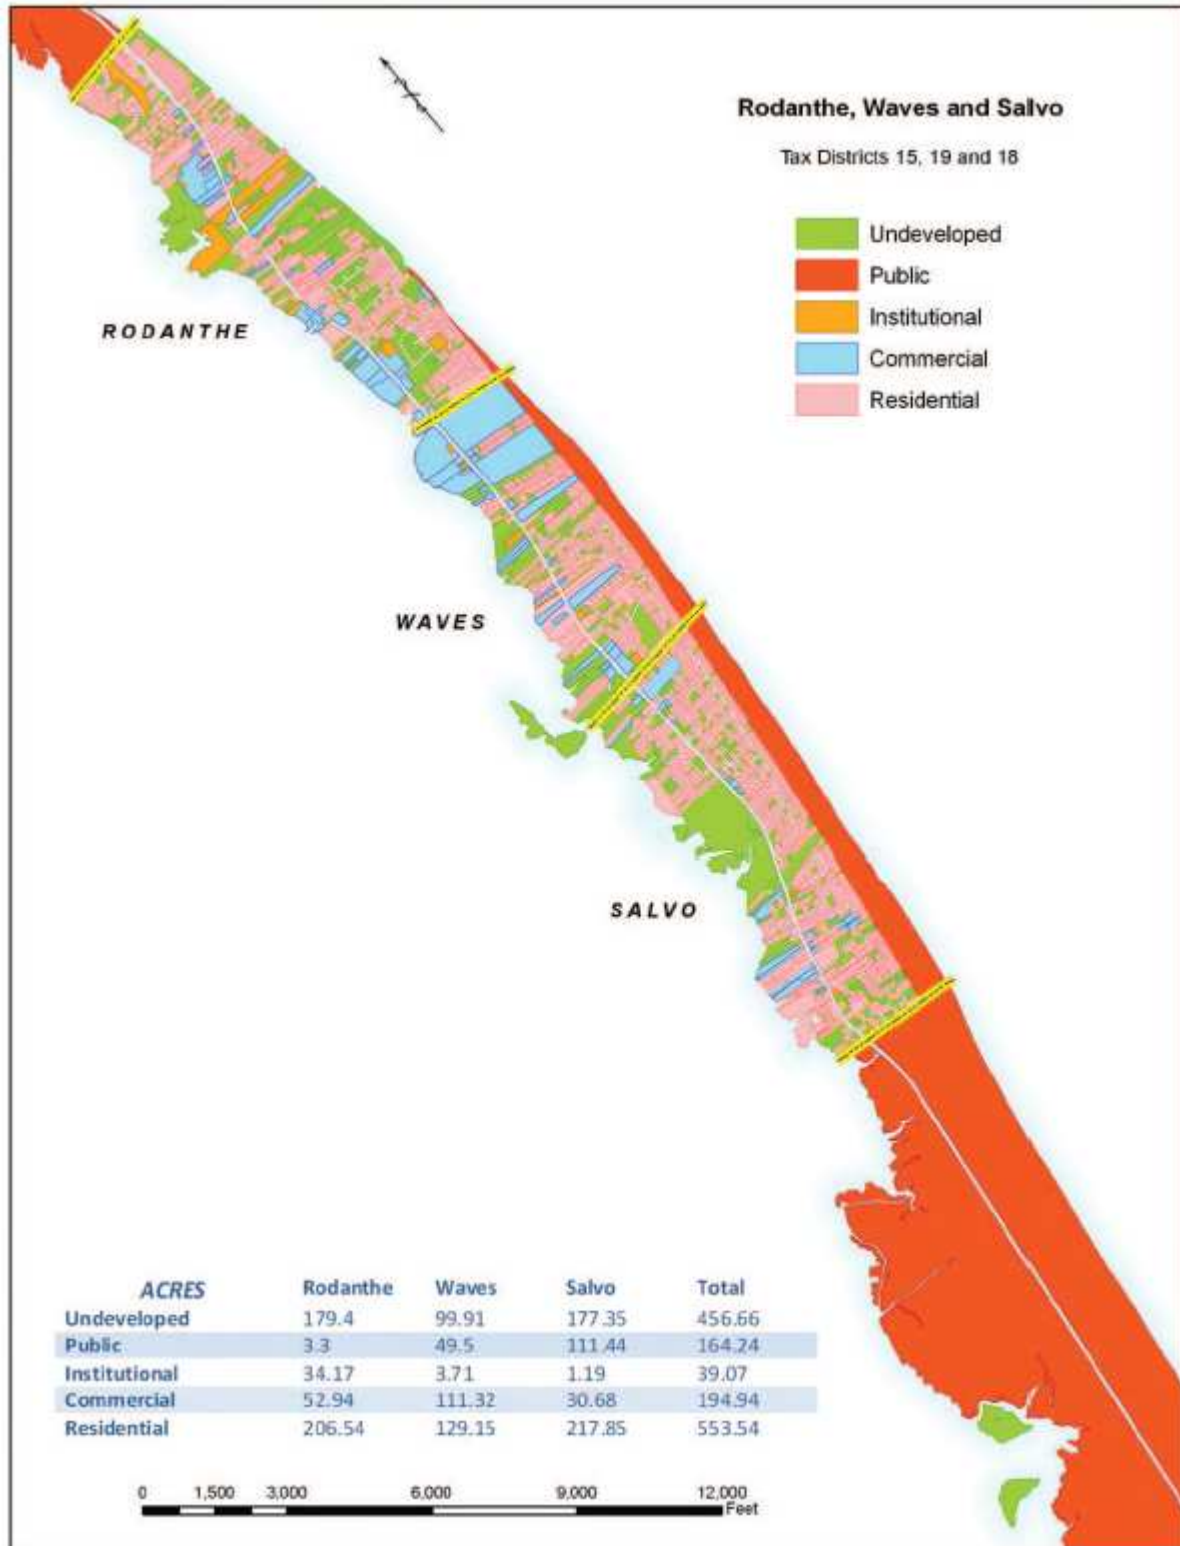 Rodanthe, Waves and Salvo
Tax Districts 15, 19 and 18
Undeveloped
Public
Institutional
Commercial
Residential
RODANTHE
WAVES
SALVO
ACRES Rodanthe Waves Salvo Total
Undeveloped 179.4 99.91 177.35 456.66
Public 3.3 49.5 111.44 164.24
Institutional 34.17 3.71 1.19 39.07
Commercial 52.94 111.32 30.68 194.94
Residential 206.54 129.15 217.85 553.54
0 1,500 3,000 6,000 9,000 12,000
Feet